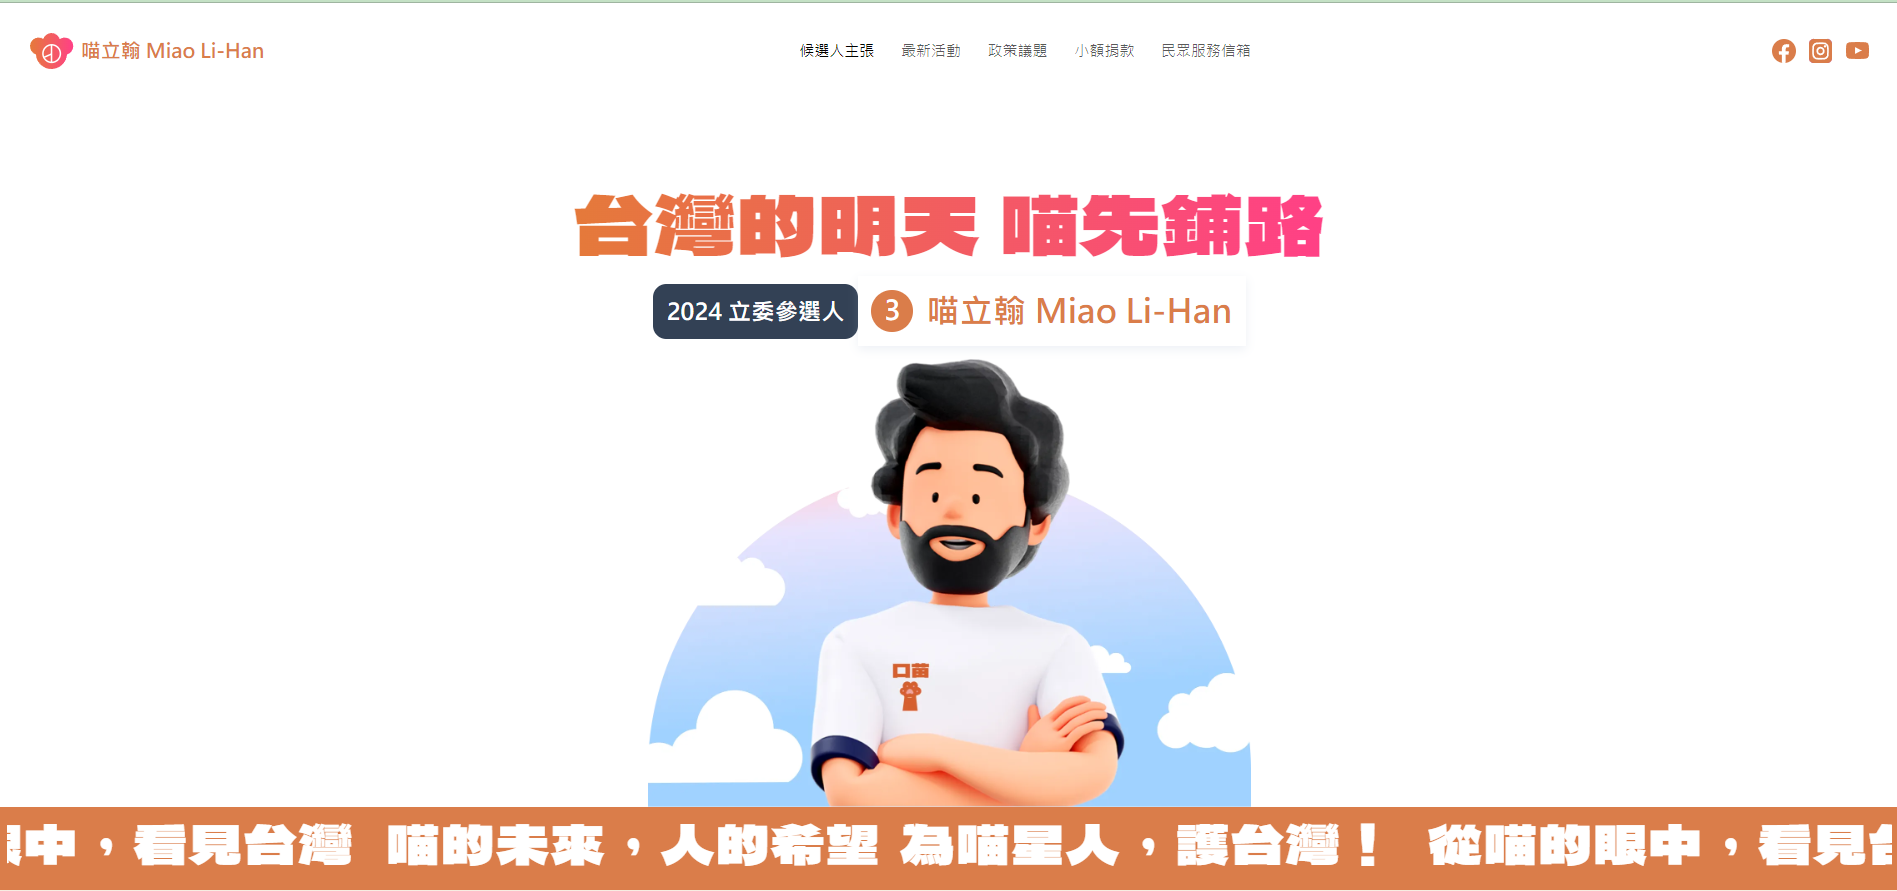 喵立翰 Miao Li-Han
候選人主張 最新活動 政策議題 小額捐款 民眾服務信箱
台灣的明天 喵先鋪路
2024 立委參選人 3 喵立翰 Miao Li-Han
口苗
眼中，看見台灣 喵的未來，人的希望 為喵星人，護台灣！ 從喵的眼中，看見台